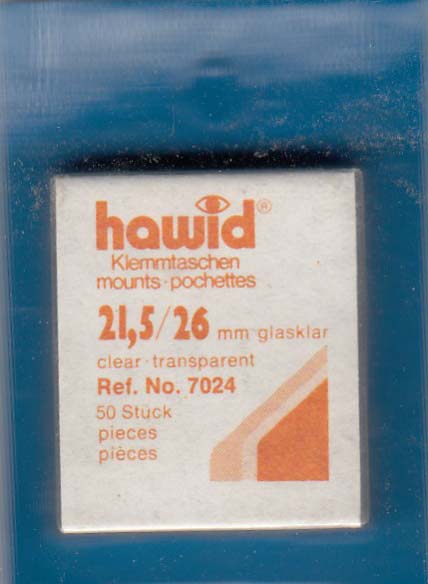 hawid®
Klemmtaschen
mounts·pochettes
21,5/26 mm glasklar
clear·transparent
Ref. No. 7024
50 Stück
pieces
pièces